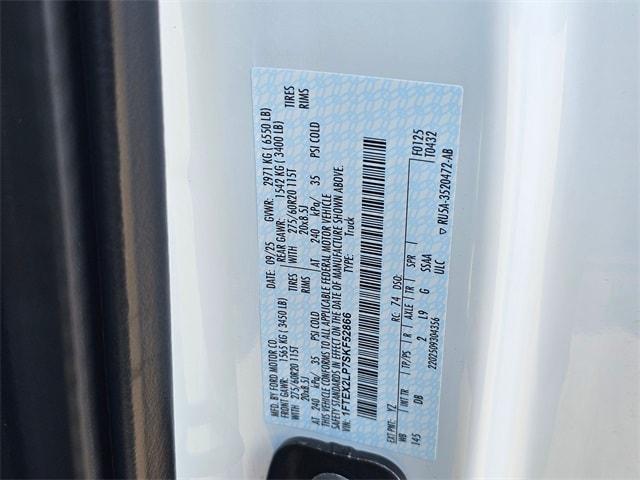 MFD. BY FORD MOTOR CO. DATE: 09/25 GVWR: 2971 KG ( 6550 LB)
FRONT GAWR: 1565 KG ( 3450 LB) REAR GAWR: 1542 KG ( 3400 LB)
WITH 275/60R20 115T TIRES WITH 275/60R20 115T TIRES
20x8.5J RIMS 20x8.5J RIMS
AT 240 kPa/ 35 PSI COLD AT 240 kPa/ 35 PSI COLD
THIS VEHICLE CONFORMS TO ALL APPLICABLE FEDERAL MOTOR VEHICLE
SAFETY STANDARDS IN EFFECT ON THE DATE OF MANUFACTURE SHOWN ABOVE.
VIN: 1FTEX2LP7SKF52866 Truck
EXT PNT: YZ RC: 74 DSO: F0125
WB INT TR TP/PS R AXLE TR SPR T0432
145 DB 2 L9 G S5AA
ULC
2202509304356 ▽ RU5A-3520472-AB